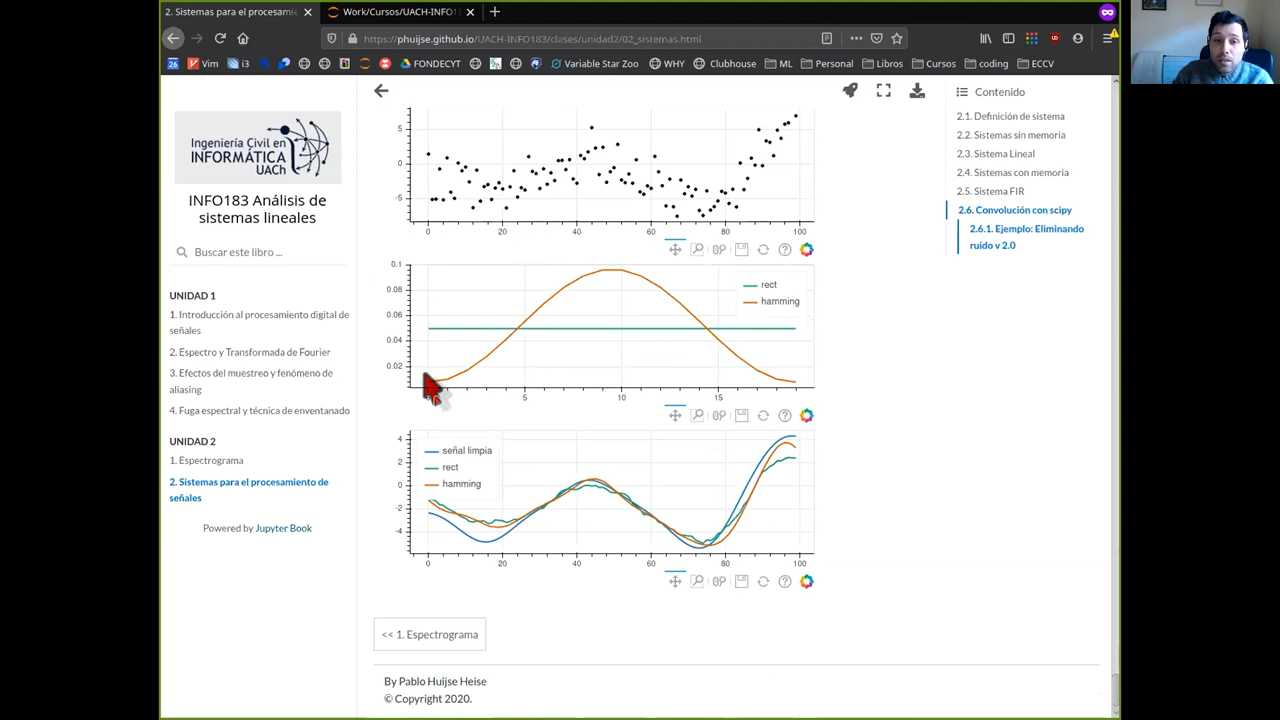 2. Sistemas para el procesamie
Work/Cursos/UACH-INFO1
https://phuijse.github.io/UACH-INFO183/clases/unidad2/02_sistemas.html
26 Vim i3 FONDECYT Variable Star Zoo WHY Clubhouse ML Personal Libros Cursos coding ECCV
Ingeniería Civil en
INFORMÁTICA
UACh
INFO183 Análisis de
sistemas lineales
Buscar este libro ...
UNIDAD 1
1. Introducción al procesamiento digital de
señales
2. Espectro y Transformada de Fourier
3. Efectos del muestreo y fenómeno de
aliasing
4. Fuga espectral y técnica de enventanado
UNIDAD 2
1. Espectrograma
2. Sistemas para el procesamiento de
señales
Powered by Jupyter Book
5
0
-5
0 20 40 60 80 100
0.1
0.08
0.06
0.04
0.02
rect
hamming
5 10 15
4
2
0
-2
-4
señal limpia
rect
hamming
0 20 40 60 80 100
<< 1. Espectrograma
By Pablo Huijse Heise
© Copyright 2020.
Contenido
2.1. Definición de sistema
2.2. Sistemas sin memoria
2.3. Sistema Lineal
2.4. Sistemas con memoria
2.5. Sistema FIR
2.6. Convolución con scipy
2.6.1. Ejemplo: Eliminando
ruido v 2.0